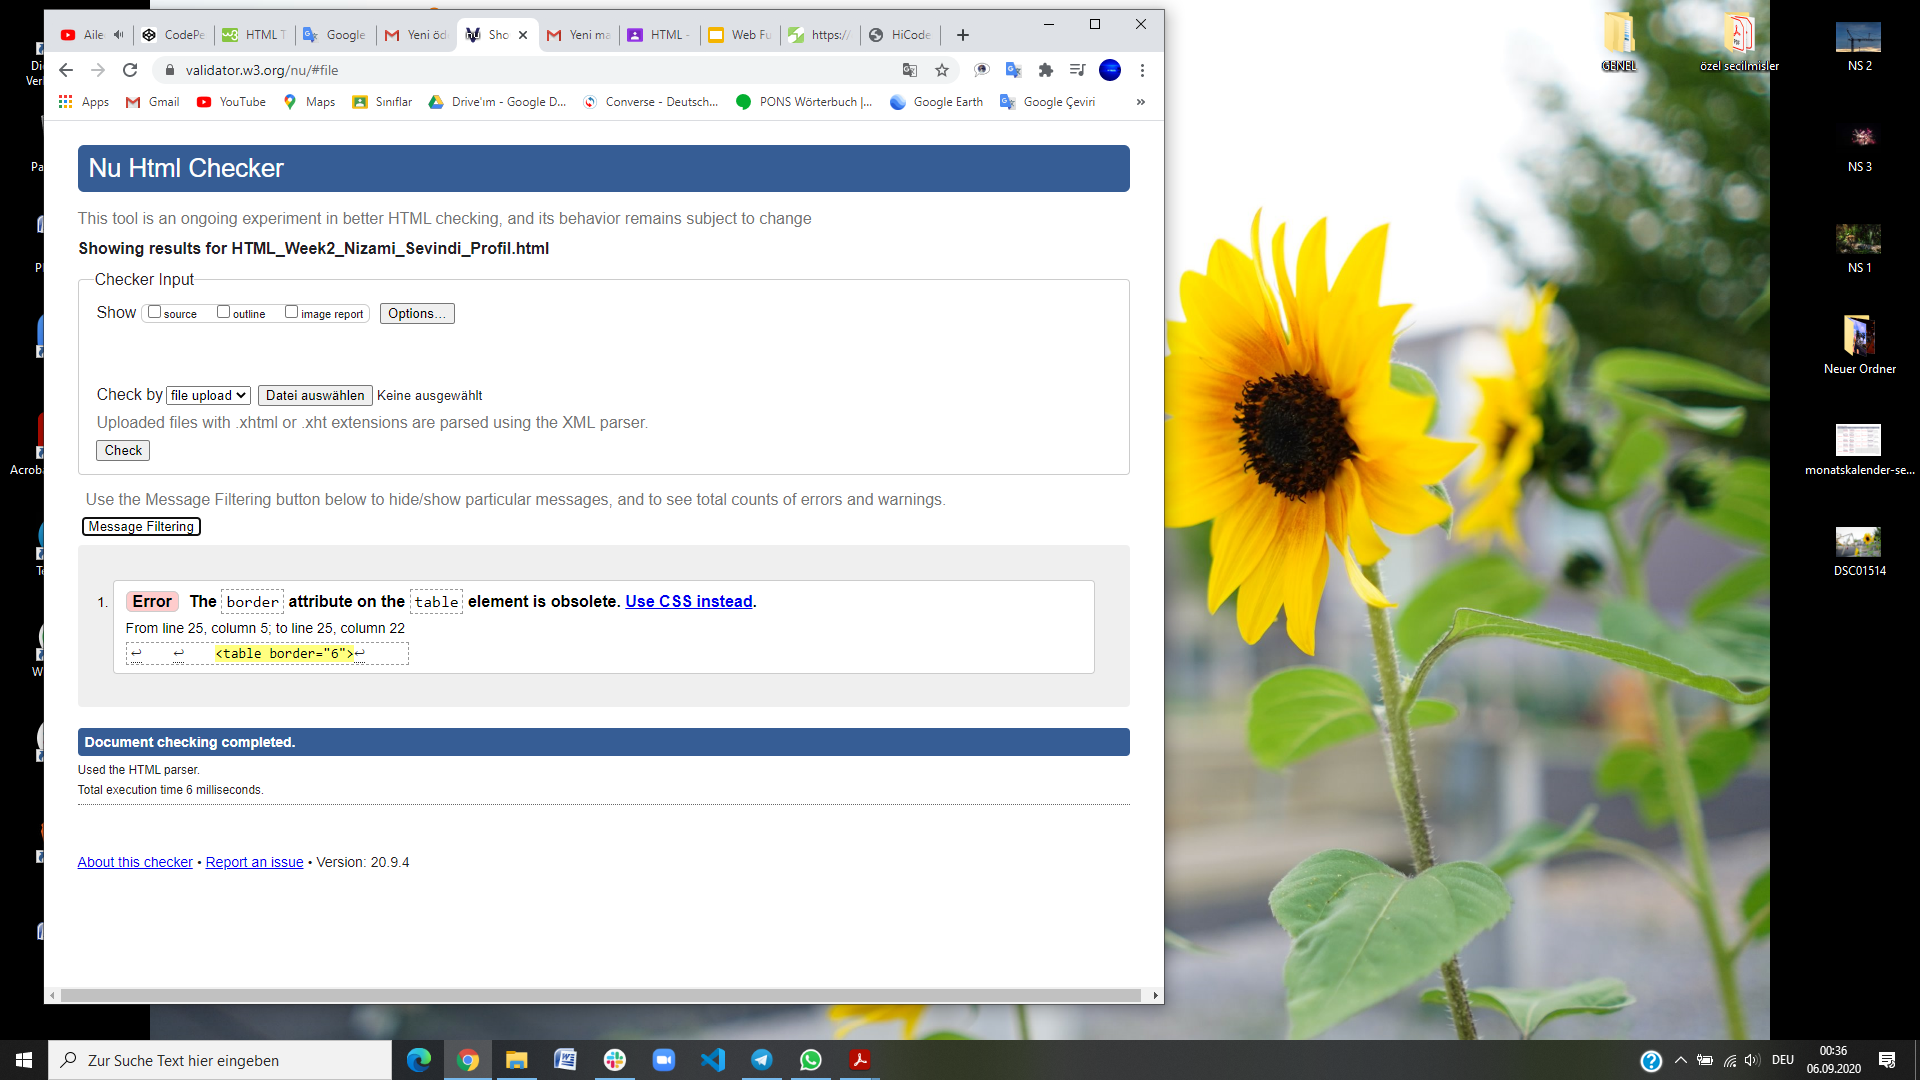 Aile
CodePe
HTML T
Google
Yeni öd
Sho
Yeni ma
HTML -
Web Fu
https://
HiCode
validator.w3.org/nu/#file
Apps
Gmail
YouTube
Maps
Sınıflar
Drive'ım - Google D...
Converse - Deutsch...
PONS Wörterbuch |...
Google Earth
Google Çeviri
»
Nu Html Checker
This tool is an ongoing experiment in better HTML checking, and its behavior remains subject to change
Showing results for HTML_Week2_Nizami_Sevindi_Profil.html
Checker Input
Show source outline image report Options...
Check by file upload Datei auswählen Keine ausgewählt
Uploaded files with .xhtml or .xht extensions are parsed using the XML parser.
Check
Use the Message Filtering button below to hide/show particular messages, and to see total counts of errors and warnings.
Message Filtering
1. Error The border attribute on the table element is obsolete. Use CSS instead.
From line 25, column 5; to line 25, column 22
↩ ↩ <table border="6">↩
Document checking completed.
Used the HTML parser.
Total execution time 6 milliseconds.
About this checker • Report an issue • Version: 20.9.4
GENEL
özel secilmisler
NS 2
NS 3
NS 1
Neuer Ordner
monatskalender-se...
DSC01514
Acroba
Zur Suche Text hier eingeben
DEU
00:36
06.09.2020